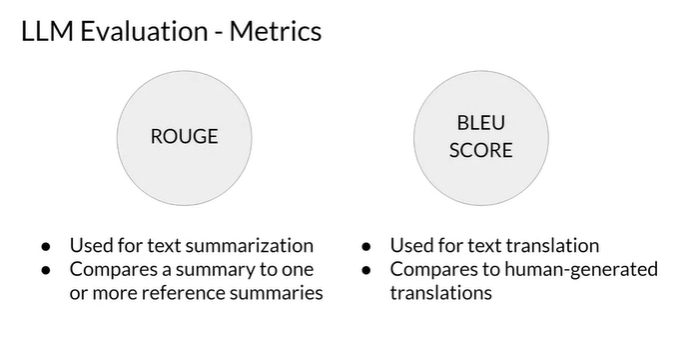 LLM Evaluation - Metrics
ROUGE
BLEU
SCORE
● Used for text summarization
● Compares a summary to one
or more reference summaries
● Used for text translation
● Compares to human-generated
translations